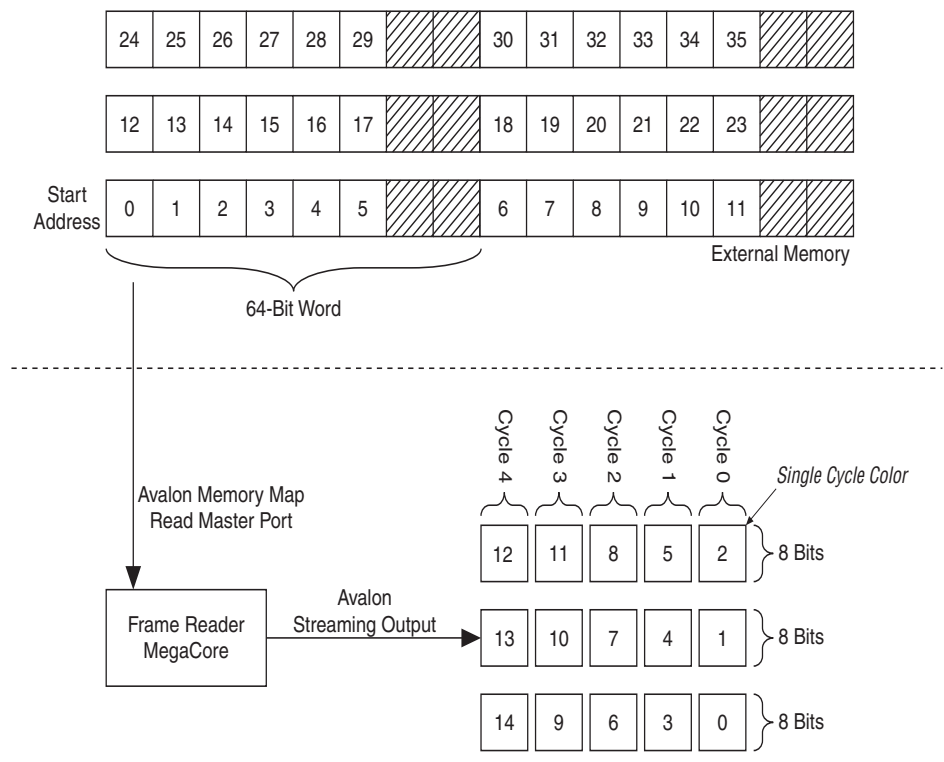 24 25 26 27 28 29 30 31 32 33 34 35
12 13 14 15 16 17 18 19 20 21 22 23
Start
Address
0 1 2 3 4 5 6 7 8 9 10 11
External Memory
64-Bit Word
Cycle 4
Cycle 3
Cycle 2
Cycle 1
Cycle 0
Single Cycle Color
Avalon Memory Map
Read Master Port
12 11 8 5 2
8 Bits
Frame Reader
MegaCore
Avalon
Streaming Output
13 10 7 4 1
8 Bits
14 9 6 3 0
8 Bits